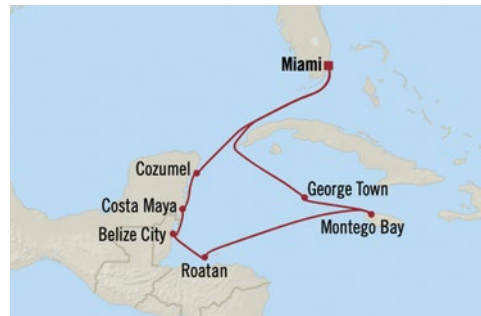 Miami
Cozumel
George Town
Costa Maya
Montego Bay
Belize City
Roatan